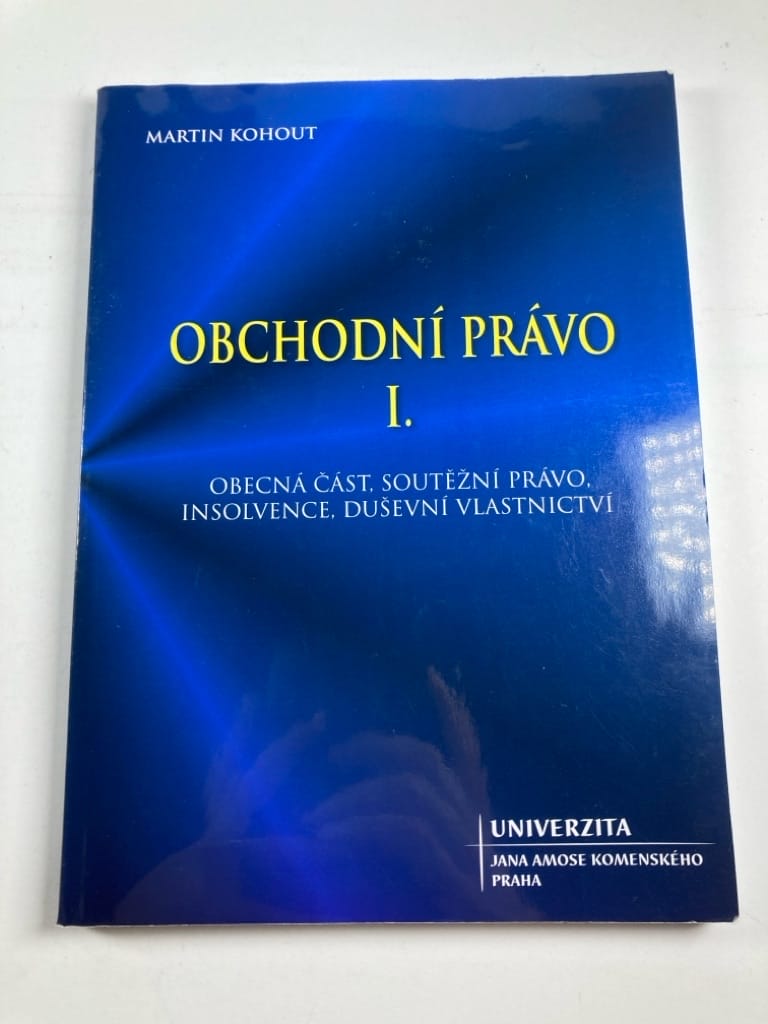 MARTIN KOHOUT
OBCHODNÍ PRÁVO
I.
OBECNÁ ČÁST, SOUTĚŽNÍ PRÁVO,
INSOLVENCE, DUŠEVNÍ VLASTNICTVÍ
UNIVERZITA
JANA AMOSE KOMENSKÉHO
PRAHA